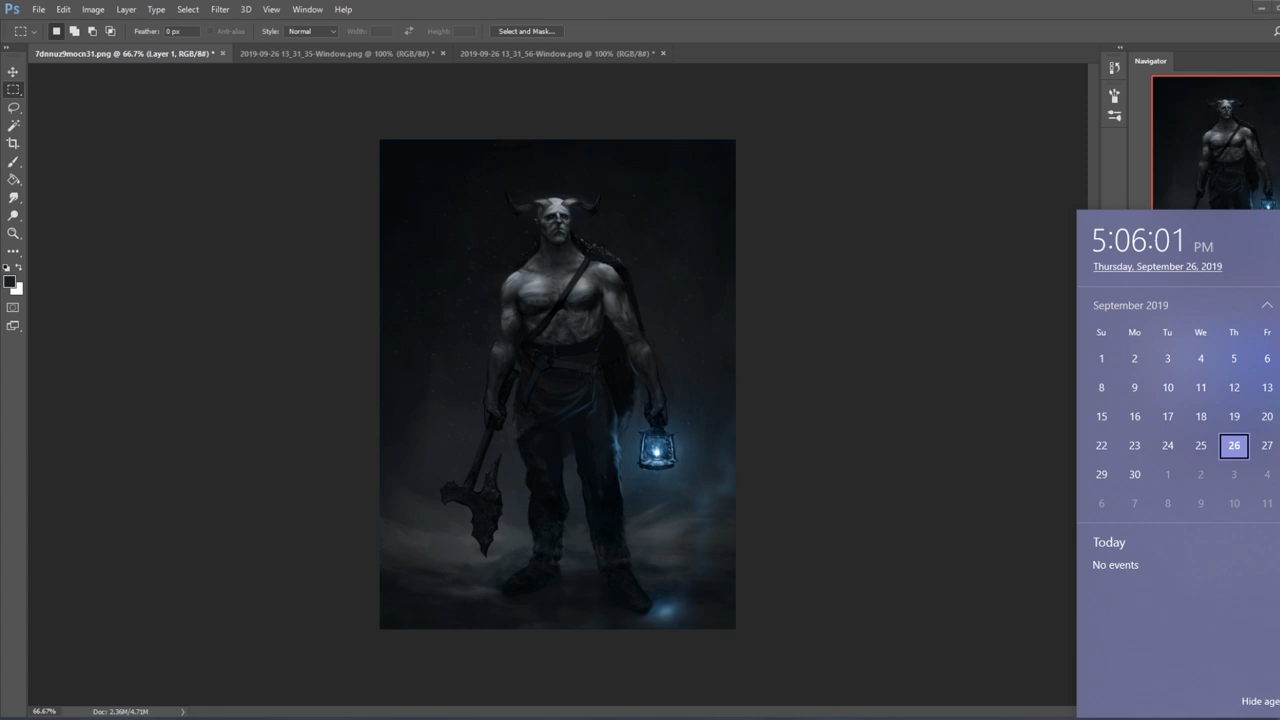 Ps File Edit Image Layer Type Select Filter 3D View Window Help
Feather: 0 px Anti-alias Style: Normal Width: Height: Select and Mask...
7dnnuz9mocn31.png @ 66.7% (Layer 1, RGB/8#) * × 2019-09-26 13_31_35-Window.png @ 100% (RGB/8#) * × 2019-09-26 13_31_56-Window.png @ 100% (RGB/8#) * ×
Navigator
5:06:01 PM
Thursday, September 26, 2019
September 2019
Su Mo Tu We Th Fr
1 2 3 4 5 6
8 9 10 11 12 13
15 16 17 18 19 20
22 23 24 25 26 27
29 30 1 2 3 4
6 7 8 9 10 11
Today
No events
Hide age
66.67% Doc: 2.36M/4.71M